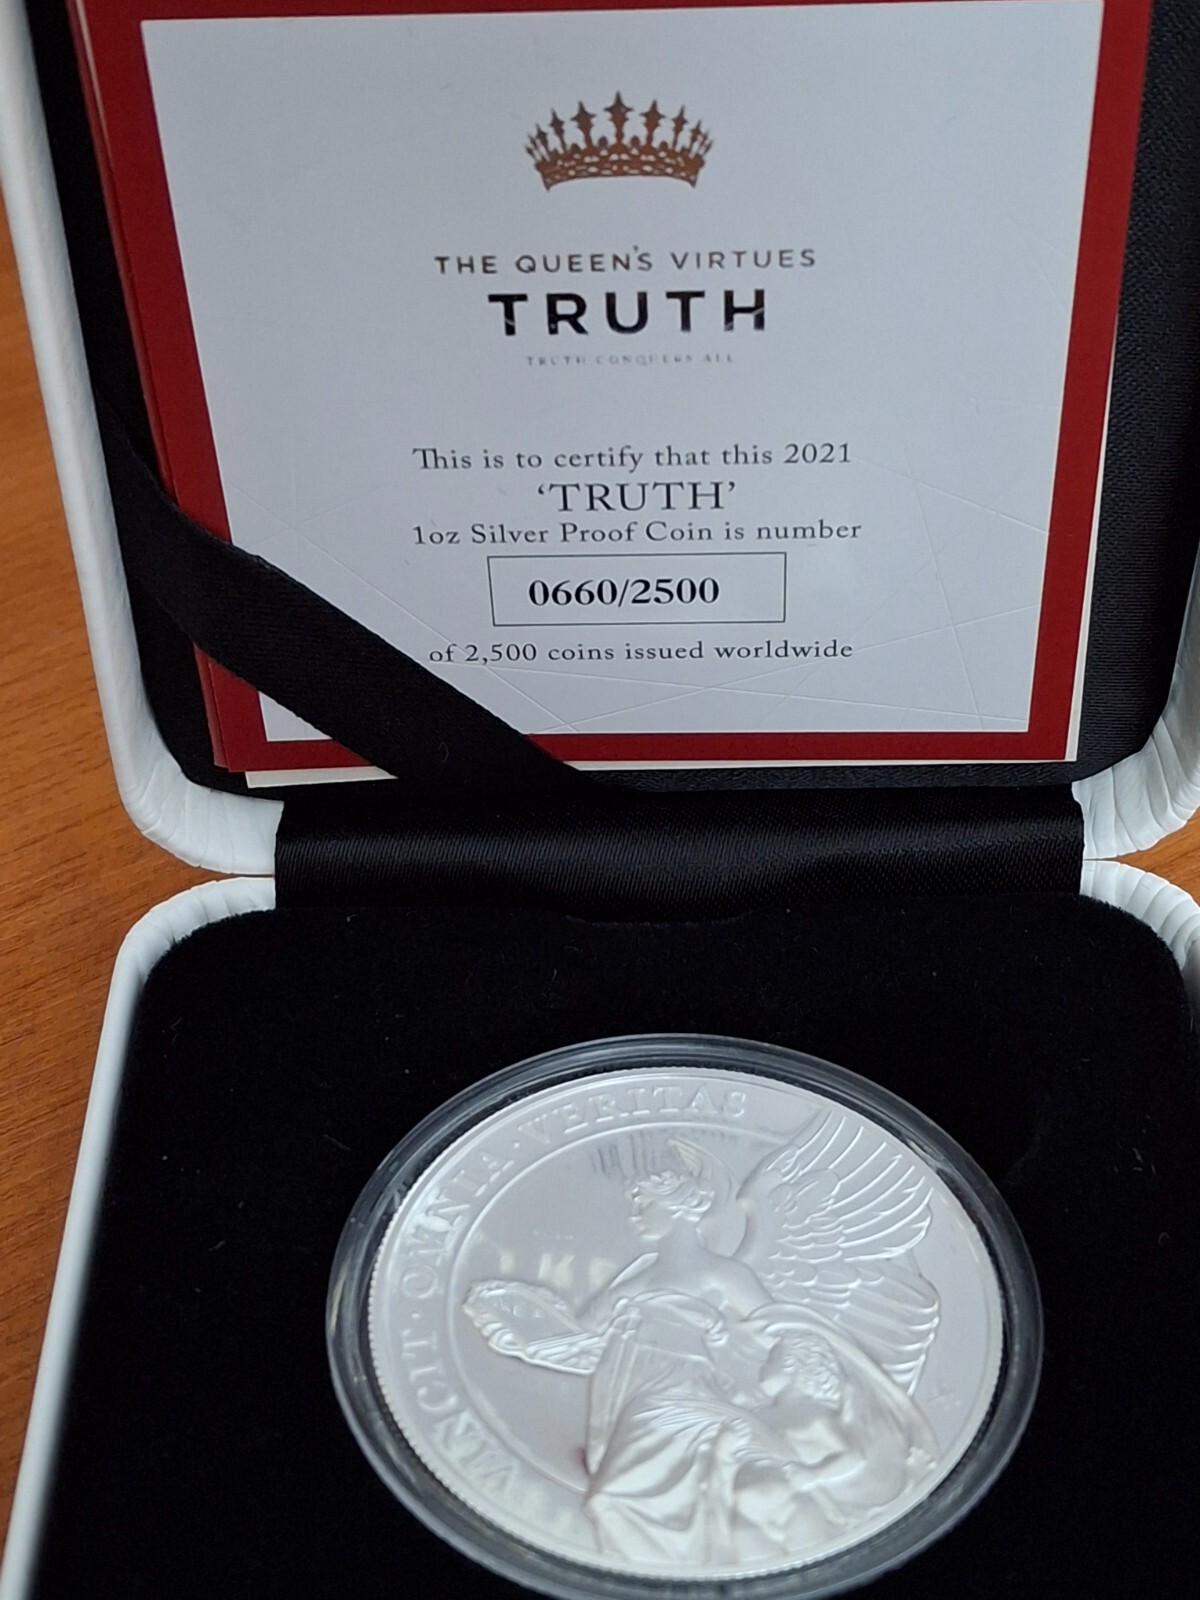 THE QUEEN'S VIRTUES
TRUTH
TRUTH CONQUERS ALL
This is to certify that this 2021
‘TRUTH’
1oz Silver Proof Coin is number
0660/2500
of 2,500 coins issued worldwide
VINCIT · OMNIA · VERITAS